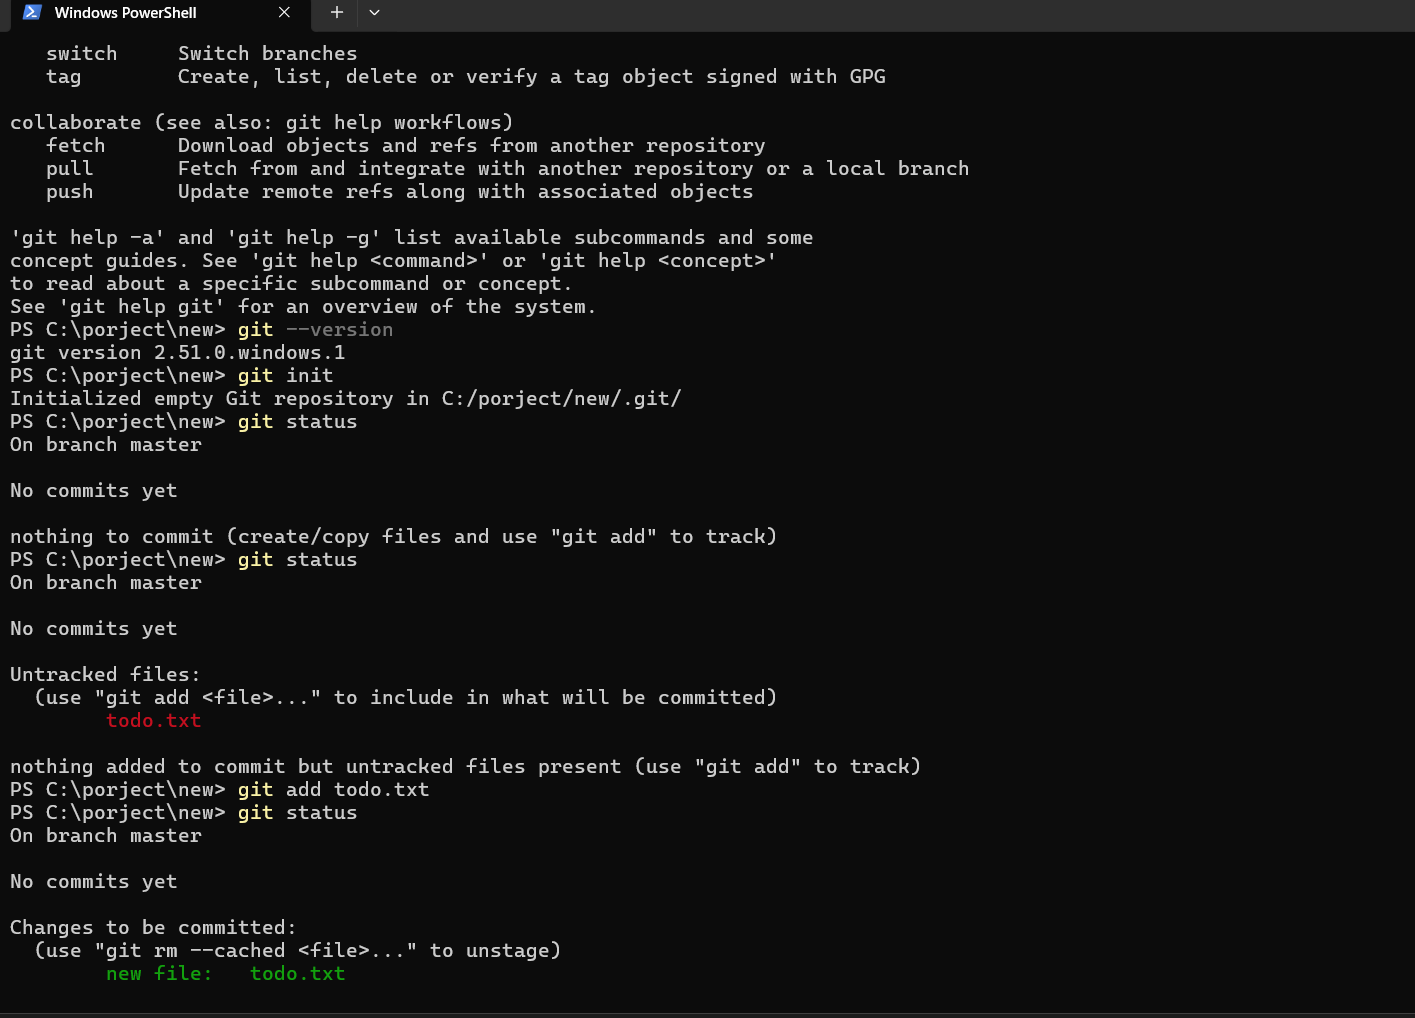 Windows PowerShell
switch     Switch branches
tag        Create, list, delete or verify a tag object signed with GPG
collaborate (see also: git help workflows)
fetch      Download objects and refs from another repository
pull       Fetch from and integrate with another repository or a local branch
push       Update remote refs along with associated objects
'git help -a' and 'git help -g' list available subcommands and some
concept guides. See 'git help <command>' or 'git help <concept>'
to read about a specific subcommand or concept.
See 'git help git' for an overview of the system.
PS C:\porject\new> git --version
git version 2.51.0.windows.1
PS C:\porject\new> git init
Initialized empty Git repository in C:/porject/new/.git/
PS C:\porject\new> git status
On branch master
No commits yet
nothing to commit (create/copy files and use "git add" to track)
PS C:\porject\new> git status
On branch master
No commits yet
Untracked files:
(use "git add <file>..." to include in what will be committed)
todo.txt
nothing added to commit but untracked files present (use "git add" to track)
PS C:\porject\new> git add todo.txt
PS C:\porject\new> git status
On branch master
No commits yet
Changes to be committed:
(use "git rm --cached <file>..." to unstage)
new file:   todo.txt